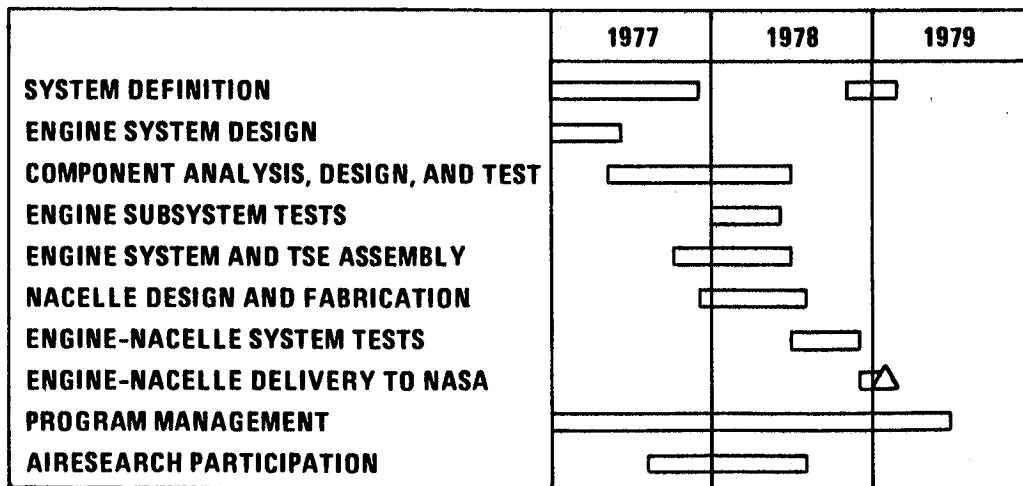 1977 1978 1979
SYSTEM DEFINITION
ENGINE SYSTEM DESIGN
COMPONENT ANALYSIS, DESIGN, AND TEST
ENGINE SUBSYSTEM TESTS
ENGINE SYSTEM AND TSE ASSEMBLY
NACELLE DESIGN AND FABRICATION
ENGINE-NACELLE SYSTEM TESTS
ENGINE-NACELLE DELIVERY TO NASA
PROGRAM MANAGEMENT
AIRESEARCH PARTICIPATION